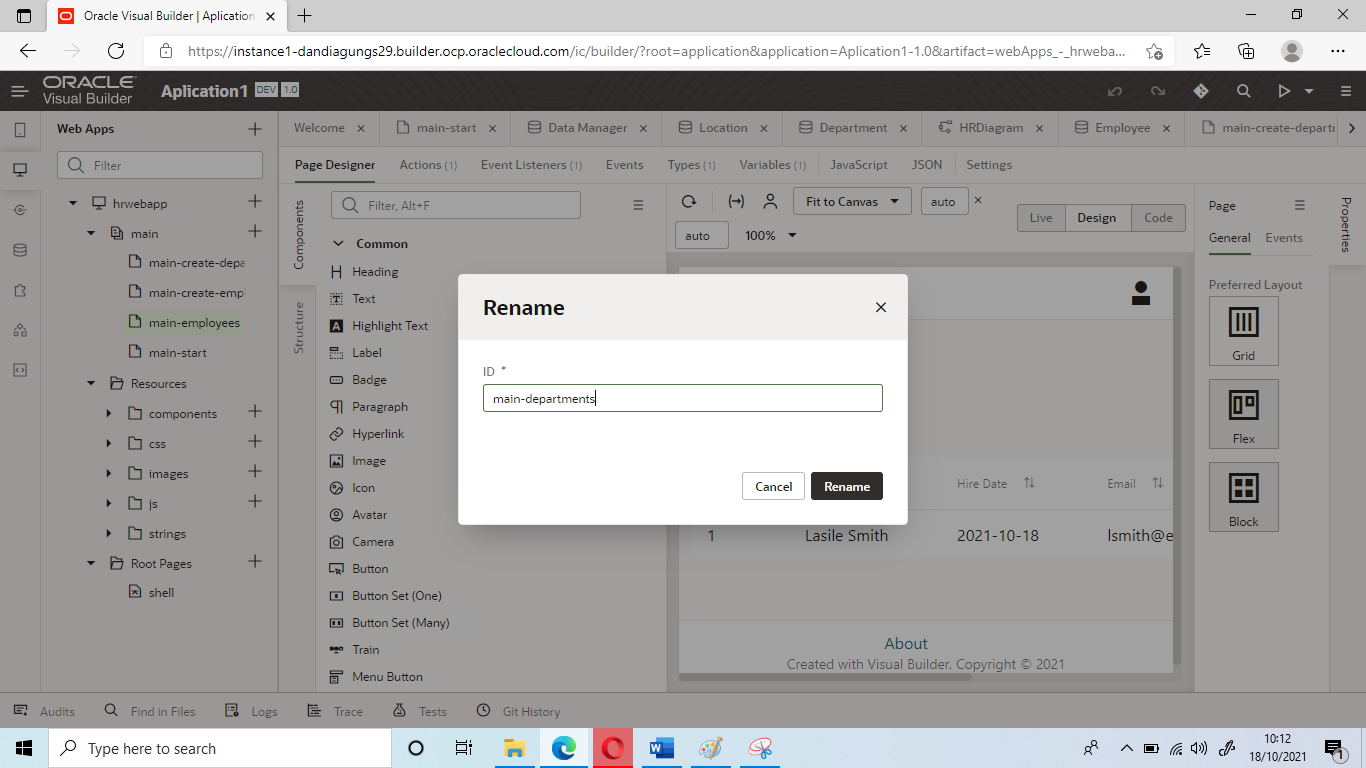 Oracle Visual Builder | Aplication
https://instance1-dandiagungs29.builder.ocp.oraclecloud.com/ic/builder/?root=application&application=Aplication1-1.0&artifact=webApps_-_hrweba...
ORACLE
Visual Builder
Aplication1 DEV 1.0
Web Apps
Welcome
main-start
Data Manager
Location
Department
HRDiagram
Employee
main-create-departr
Filter
Page Designer
Actions (1)
Event Listeners (1)
Events
Types (1)
Variables (1)
JavaScript
JSON
Settings
hrwebapp
main
main-create-depa
main-create-empl
main-employees
main-start
Resources
components
css
images
js
strings
Root Pages
shell
Components
Structure
Filter, Alt+F
Common
Heading
Text
Highlight Text
Label
Badge
Paragraph
Hyperlink
Image
Icon
Avatar
Camera
Button
Button Set (One)
Button Set (Many)
Train
Menu Button
Fit to Canvas
auto
Live
Design
Code
auto
100%
Rename
ID *
main-departments
Cancel
Rename
Hire Date
Email
1
Lasile Smith
2021-10-18
lsmith@e
About
Created with Visual Builder, Copyright © 2021
Page
General
Events
Preferred Layout
Grid
Flex
Block
Properties
Audits
Find in Files
Logs
Trace
Tests
Git History
Type here to search
10:12
18/10/2021
1